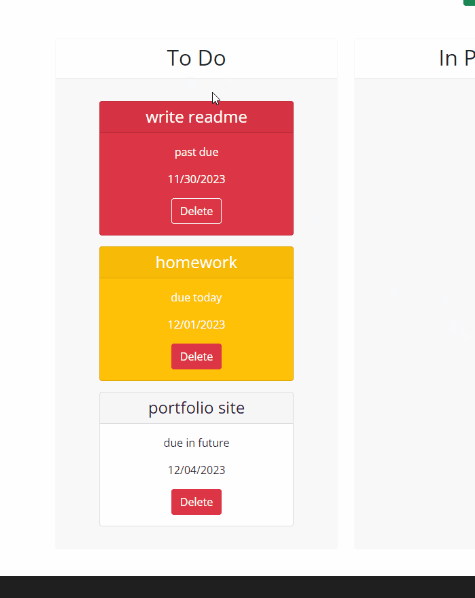 To Do
In P
write readme
past due
11/30/2023
Delete
homework
due today
12/01/2023
Delete
portfolio site
due in future
12/04/2023
Delete